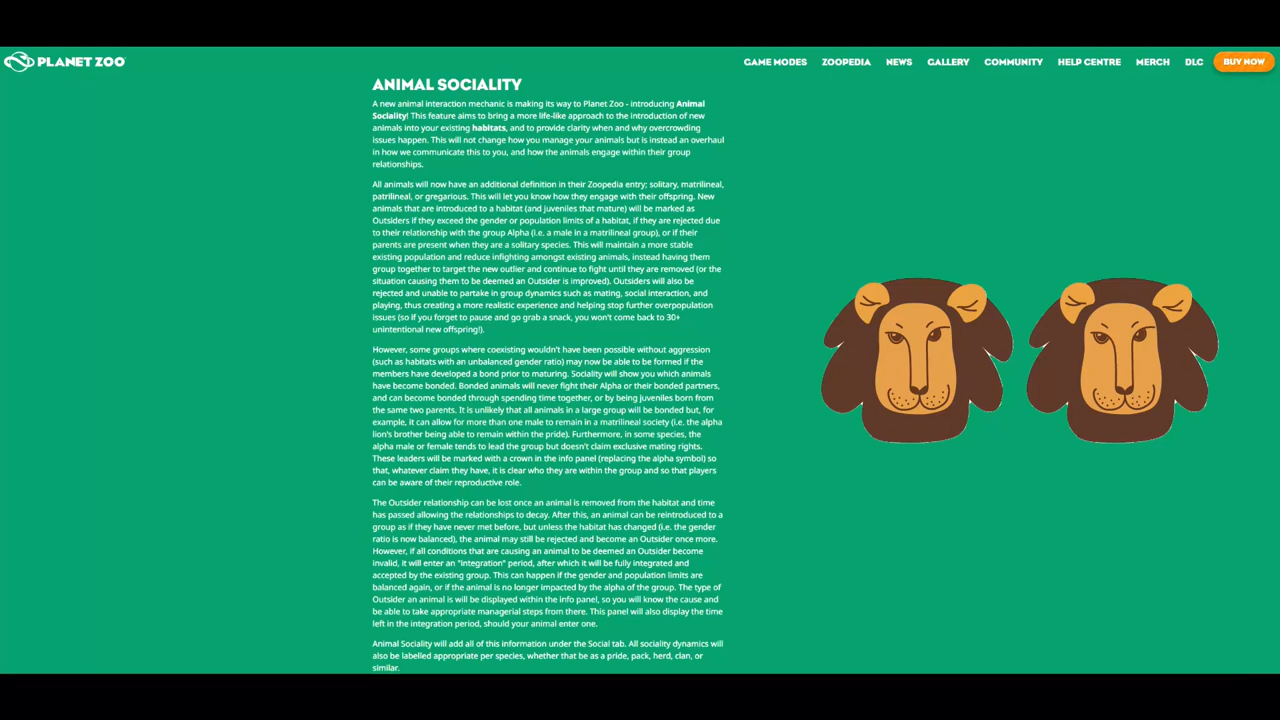 PLANET ZOO
GAME MODES ZOOPEDIA NEWS GALLERY COMMUNITY HELP CENTRE MERCH DLC BUY NOW
ANIMAL SOCIALITY
A new animal interaction mechanic is making its way to Planet Zoo - introducing Animal
Sociality! This feature aims to bring a more life-like approach to the introduction of new
animals into your existing habitats, and to provide clarity when and why overcrowding
issues happen. This will not change how you manage your animals but is instead an overhaul
in how we communicate this to you, and how the animals engage within their group
relationships.
All animals will now have an additional definition in their Zoopedia entry; solitary, matrilineal,
patrilineal, or gregarious. This will let you know how they engage with their offspring. New
animals that are introduced to a habitat (and juveniles that mature) will be marked as
Outsiders if they exceed the gender or population limits of a habitat, if they are rejected due
to their relationship with the group Alpha (i.e. a male in a matrilineal group), or if their
parents are present when they are a solitary species. This will maintain a more stable
existing population and reduce infighting amongst existing animals, instead having them
group together to target the new outlier and continue to fight until they are removed (or the
situation causing them to be deemed an Outsider is improved). Outsiders will also be
rejected and unable to partake in group dynamics such as mating, social interaction, and
playing, thus creating a more realistic experience and helping stop further overpopulation
issues (so if you forget to pause and go grab a snack, you won't come back to 30+
unintentional new offspring!).
However, some groups where coexisting wouldn't have been possible without aggression
(such as habitats with an unbalanced gender ratio) may now be able to be formed if the
members have developed a bond prior to maturing. Sociality will show you which animals
have become bonded. Bonded animals will never fight their Alpha or their bonded partners,
and can become bonded through spending time together, or by being juveniles born from
the same two parents. It is unlikely that all animals in a large group will be bonded but, for
example, it can allow for more than one male to remain in a matrilineal society (i.e. the alpha
lion's brother being able to remain within the pride). Furthermore, in some species, the
alpha male or female tends to lead the group but doesn't claim exclusive mating rights.
These leaders will be marked with a crown in the info panel (replacing the alpha symbol) so
that, whatever claim they have, it is clear who they are within the group and so that players
can be aware of their reproductive role.
The Outsider relationship can be lost once an animal is removed from the habitat and time
has passed allowing the relationships to decay. After this, an animal can be reintroduced to a
group as if they have never met before, but unless the habitat has changed (i.e. the gender
ratio is now balanced), the animal may still be rejected and become an Outsider once more.
However, if all conditions that are causing an animal to be deemed an Outsider become
invalid, it will enter an "Integration" period, after which it will be fully integrated and
accepted by the existing group. This can happen if the gender and population limits are
balanced again, or if the animal is no longer impacted by the alpha of the group. The type of
Outsider an animal is will be displayed within the info panel, so you will know the cause and
be able to take appropriate managerial steps from there. This panel will also display the time
left in the integration period, should your animal enter one.
Animal Sociality will add all of this information under the Social tab. All sociality dynamics will
also be labelled appropriate per species, whether that be as a pride, pack, herd, clan, or
similar.